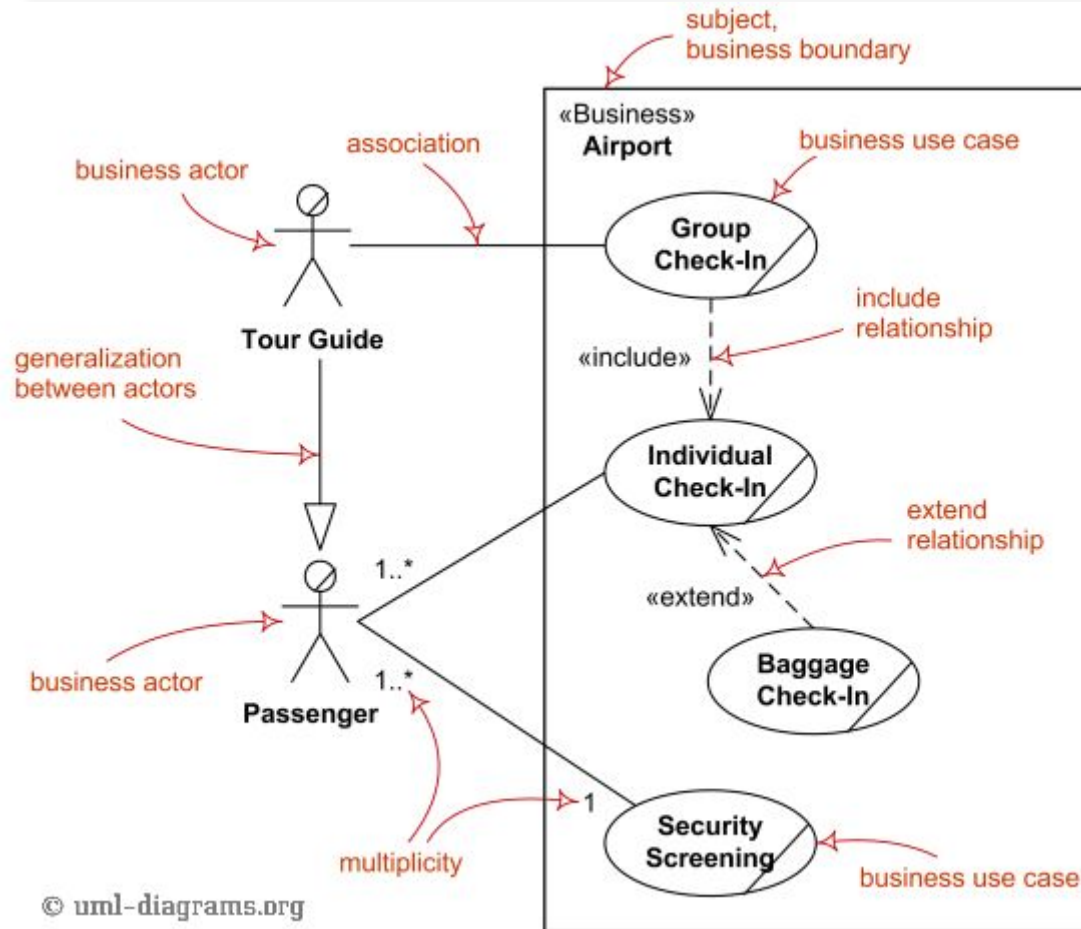 subject,
business boundary
«Business»
Airport
business use case
association
business actor
Group
Check-In
Tour Guide
include
relationship
«include»
generalization
between actors
Individual
Check-In
extend
relationship
1..*
«extend»
Baggage
Check-In
business actor
1..*
Passenger
1
multiplicity
Security
Screening
business use case
© uml-diagrams.org